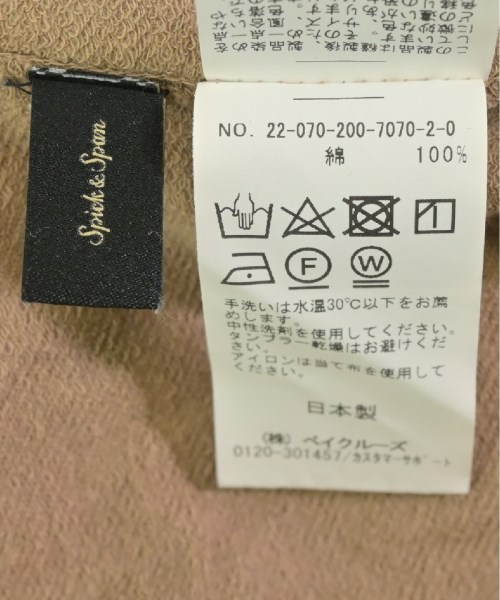 Spick & Span
NO. 22-070-200-7070-2-0
綿 100%
F
W
手洗いは水温30℃以下をお薦
めします。
中性洗剤を使用してください。
タンブラー乾燥はお避けくだ
さい。
アイロンは当て布を使用して
ください。
日本製
(株) ベイクルーズ
0120-301457/カスタマーサポート